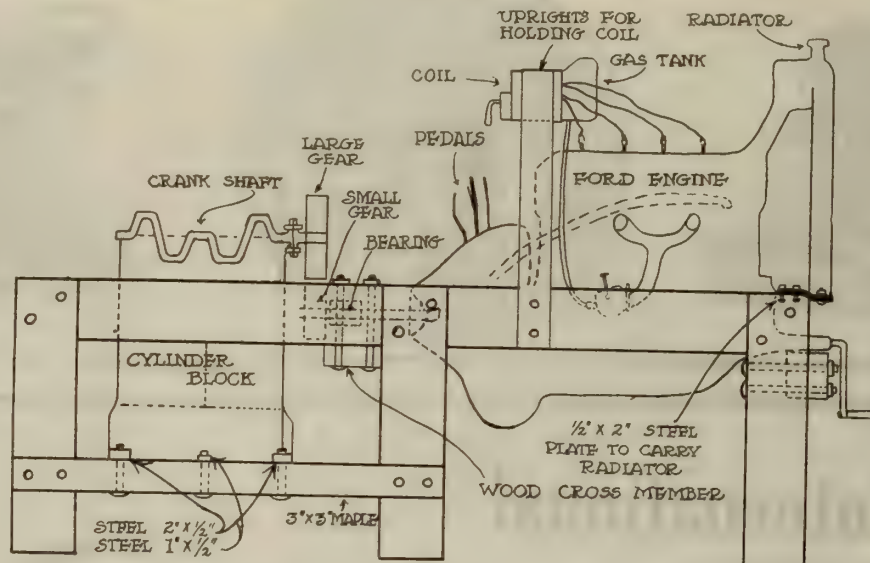 UPRIGHTS FOR
HOLDING COIL
RADIATOR
COIL
GAS TANK
LARGE
GEAR
PEDALS
CRANK SHAFT
SMALL
GEAR
FORD ENGINE
BEARING
CYLINDER
BLOCK
½" X 2" STEEL
PLATE TO CARRY
RADIATOR
WOOD CROSS MEMBER
STEEL 2" X ½"
STEEL 1" X ½"
3" X 3" MAPLE